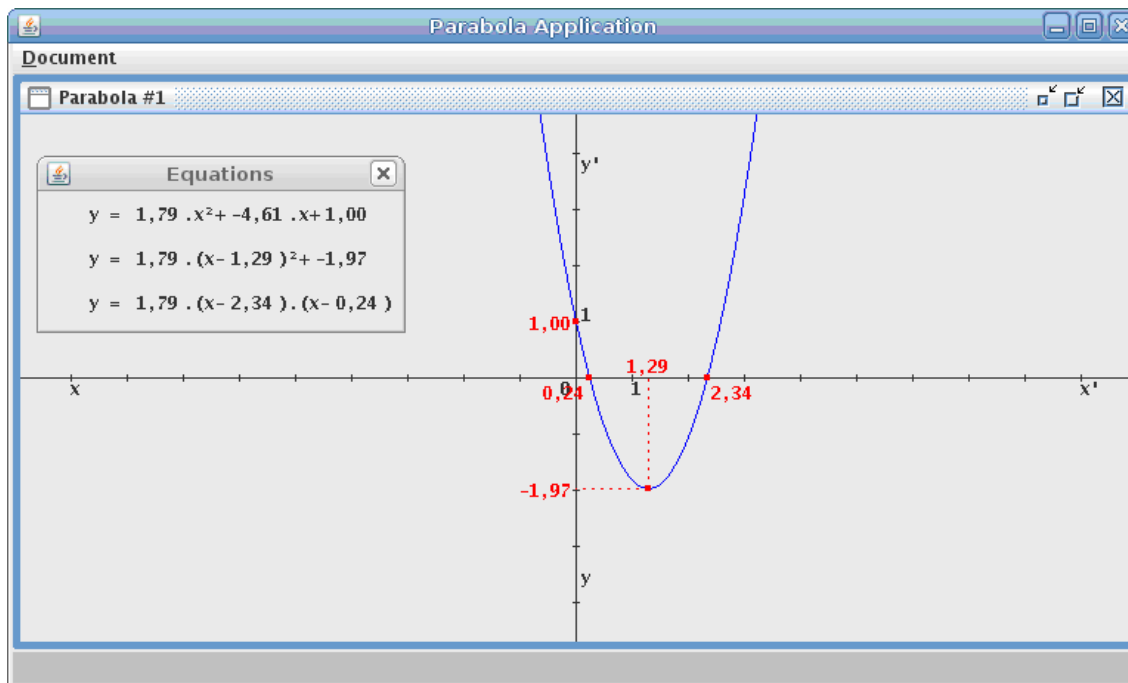 Parabola Application
Document
Parabola #1
Equations
y = 1,79 .x²+ -4,61 .x+ 1,00
y = 1,79 .(x- 1,29 )²+ -1,97
y = 1,79 .(x- 2,34 ).(x- 0,24 )
y'
1
1,00
1,29
x
0
0,24
1
2,34
x'
-1,97
y